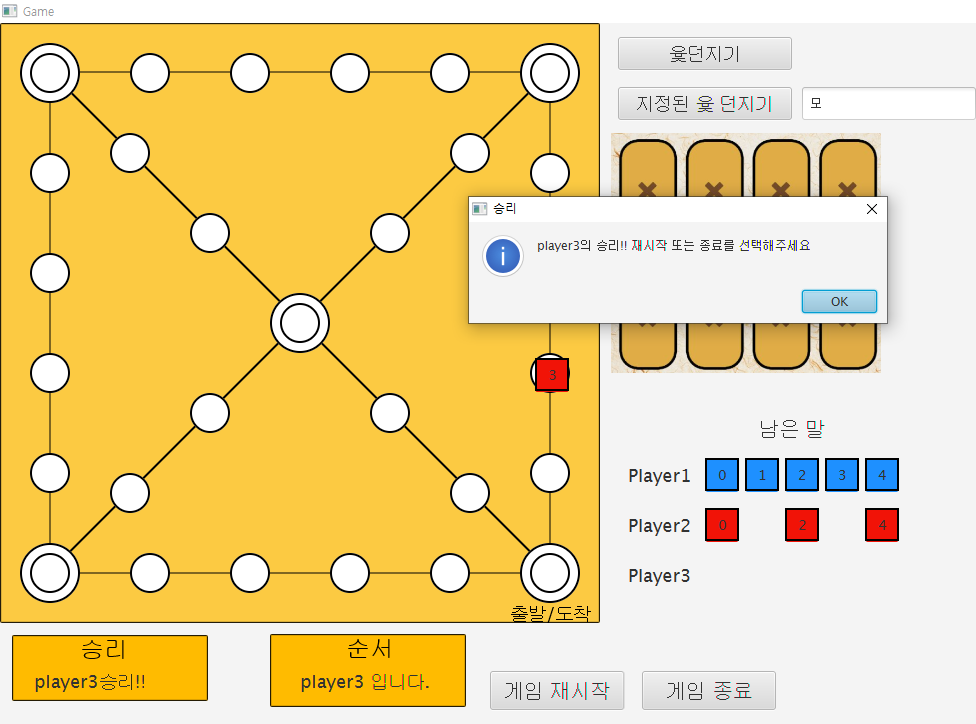 Game
윷던지기
지정된 윷 던지기
모
승리
player3의 승리!! 재시작 또는 종료를 선택해주세요
OK
3
남은 말
Player1 0 1 2 3 4
Player2 0 2 4
Player3
출발/도착
승리
player3승리!!
순서
player3 입니다.
게임 재시작
게임 종료